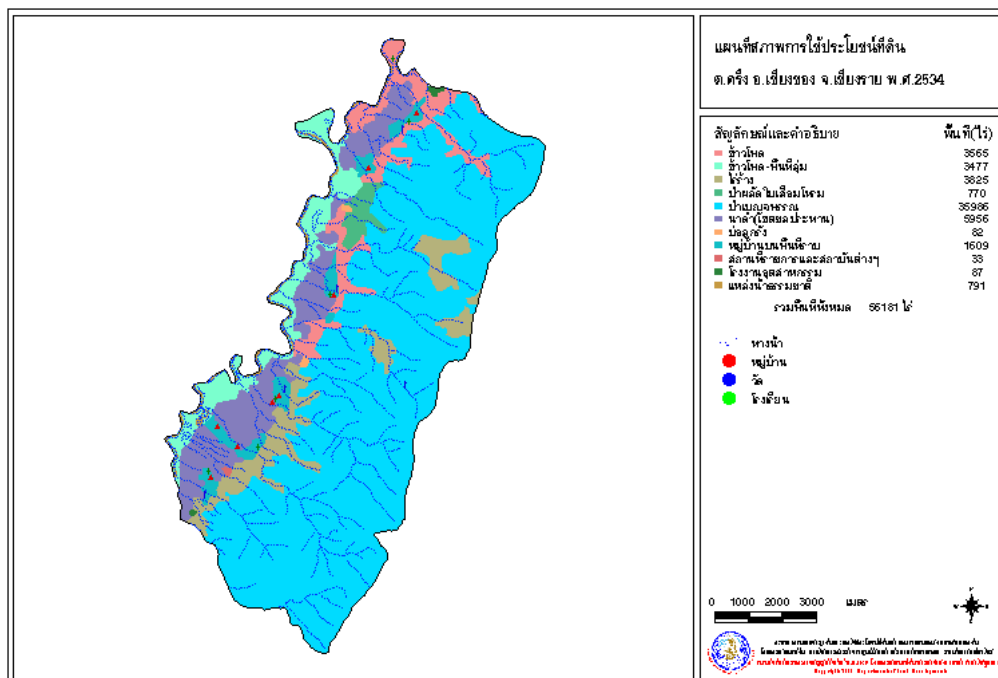 แผนที่สภาพการใช้ประโยชน์ที่ดิน
ต.ครึ่ง อ.เชียงของ จ.เชียงราย พ.ศ.2534
สัญลักษณ์และคำอธิบาย พื้นที่(ไร่)
ข้าวโพด 3565
ข้าวโพด-พื้นที่ลุ่ม 3477
ไร่ร้าง 3825
ป่าผลัดใบเสื่อมโทรม 770
ป่าเบญจพรรณ 35986
นาดำ(เขตชลประทาน) 5956
บ่อลูกรัง 82
หมู่บ้านบนพื้นที่ราบ 1609
สถานที่ราชการและสถาบันต่างๆ 33
โรงงานอุตสาหกรรม 87
แหล่งน้ำธรรมชาติ 791
รวมพื้นที่ทั้งหมด 56181 ไร่
ทางน้ำ
หมู่บ้าน
วัด
โรงเรียน
0 1000 2000 3000 เมตร